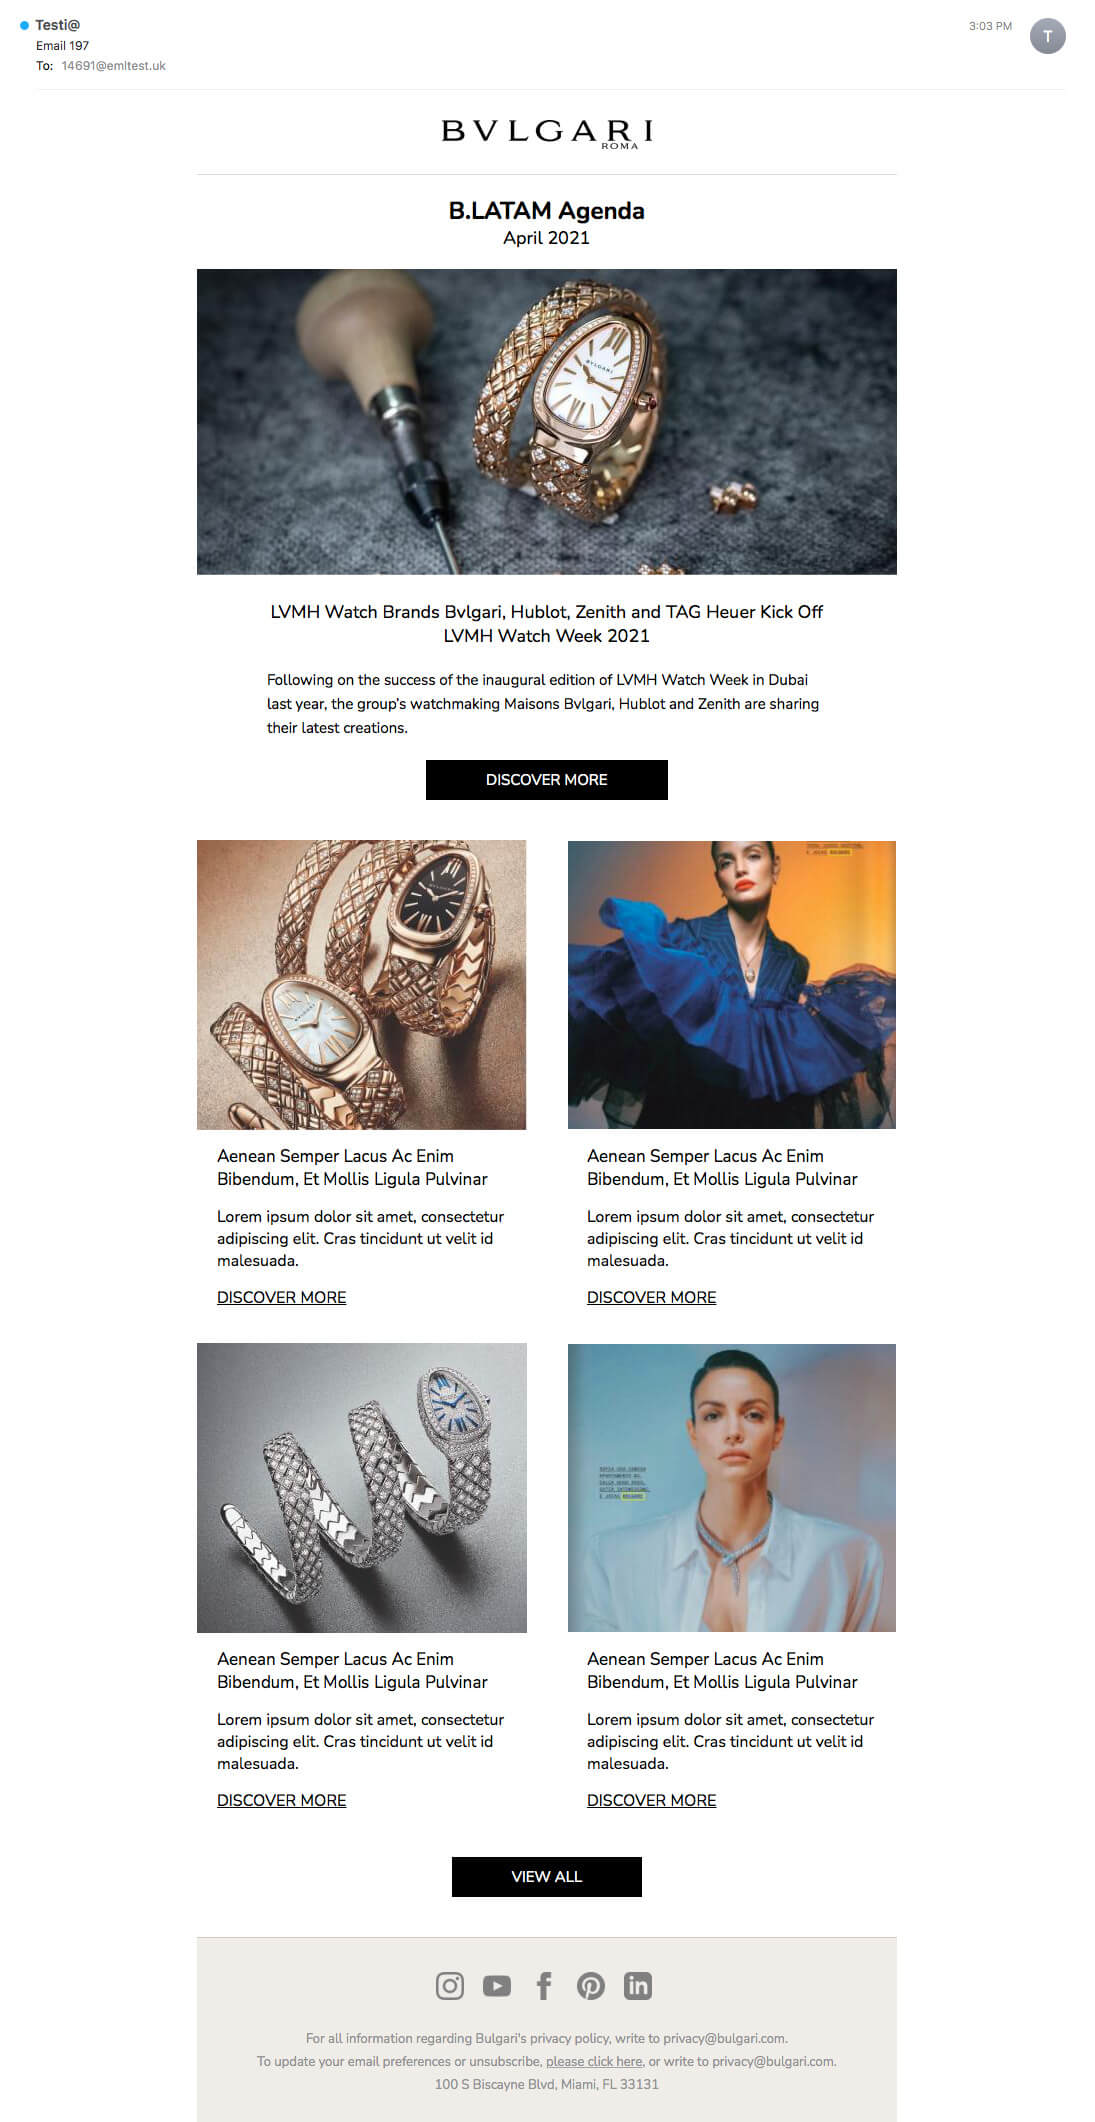 Testi@
3:03 PM
T
Email 197
To: 14691@emltest.uk
BVLGARI
ROMA
B.LATAM Agenda
April 2021
BVLGARI
LVMH Watch Brands Bvlgari, Hublot, Zenith and TAG Heuer Kick Off
LVMH Watch Week 2021
Following on the success of the inaugural edition of LVMH Watch Week in Dubai
last year, the group's watchmaking Maisons Bvlgari, Hublot and Zenith are sharing
their latest creations.
DISCOVER MORE
BVLGARI
BVLGARI
Aenean Semper Lacus Ac Enim
Bibendum, Et Mollis Ligula Pulvinar
Lorem ipsum dolor sit amet, consectetur
adipiscing elit. Cras tincidunt ut velit id
malesuada.
DISCOVER MORE
E JOIAS BULGARI
Aenean Semper Lacus Ac Enim
Bibendum, Et Mollis Ligula Pulvinar
Lorem ipsum dolor sit amet, consectetur
adipiscing elit. Cras tincidunt ut velit id
malesuada.
DISCOVER MORE
Aenean Semper Lacus Ac Enim
Bibendum, Et Mollis Ligula Pulvinar
Lorem ipsum dolor sit amet, consectetur
adipiscing elit. Cras tincidunt ut velit id
malesuada.
DISCOVER MORE
E JOIAS BULGARI
Aenean Semper Lacus Ac Enim
Bibendum, Et Mollis Ligula Pulvinar
Lorem ipsum dolor sit amet, consectetur
adipiscing elit. Cras tincidunt ut velit id
malesuada.
DISCOVER MORE
VIEW ALL
For all information regarding Bulgari's privacy policy, write to privacy@bulgari.com.
To update your email preferences or unsubscribe, please click here, or write to privacy@bulgari.com.
100 S Biscayne Blvd, Miami, FL 33131